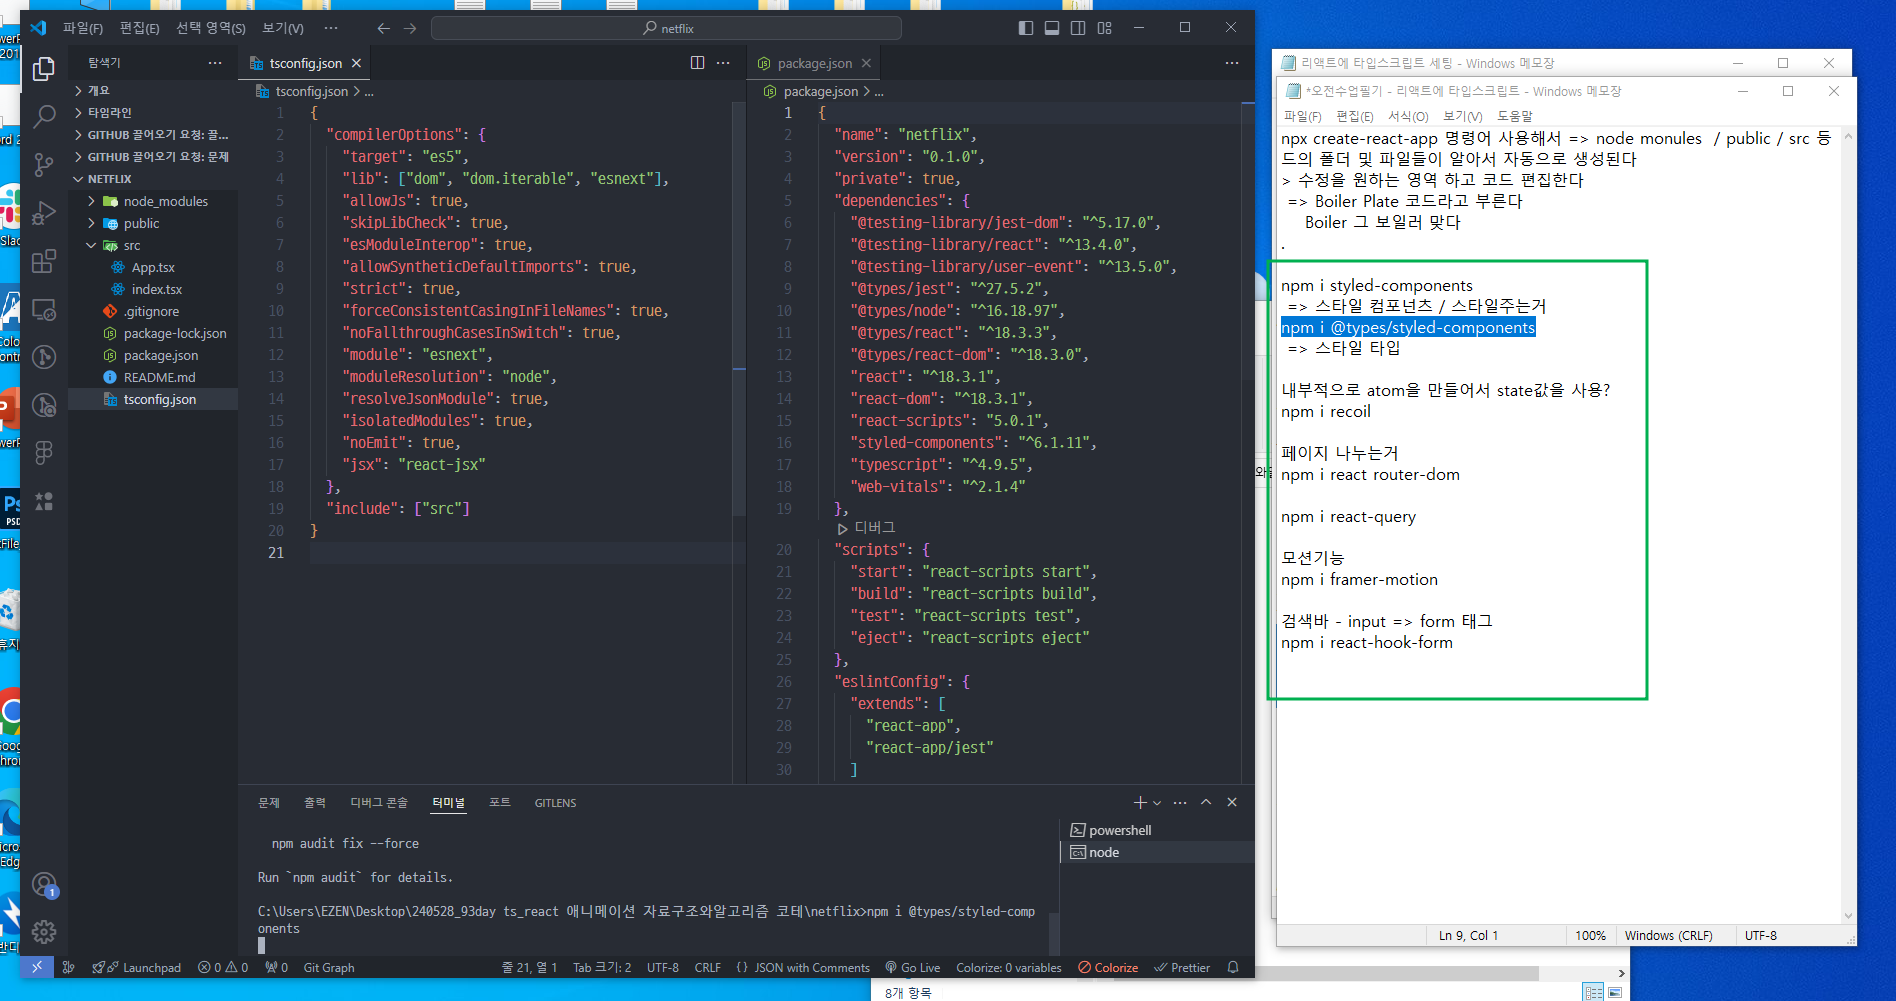 파일(F) 편집(E) 선택 영역(S) 보기(V) ···
netflix
탐색기
개요
타임라인
GITHUB 끌어오기 요청: 끌...
GITHUB 끌어오기 요청: 문제
NETFLIX
node_modules
public
src
App.tsx
index.tsx
.gitignore
package-lock.json
package.json
README.md
tsconfig.json
tsconfig.json
tsconfig.json > ...
1 {
2 "compilerOptions": {
3 "target": "es5",
4 "lib": ["dom", "dom.iterable", "esnext"],
5 "allowJs": true,
6 "skipLibCheck": true,
7 "esModuleInterop": true,
8 "allowSyntheticDefaultImports": true,
9 "strict": true,
10 "forceConsistentCasingInFileNames": true,
11 "noFallthroughCasesInSwitch": true,
12 "module": "esnext",
13 "moduleResolution": "node",
14 "resolveJsonModule": true,
15 "isolatedModules": true,
16 "noEmit": true,
17 "jsx": "react-jsx"
18 },
19 "include": ["src"]
20 }
21
package.json
package.json > ...
1 {
2 "name": "netflix",
3 "version": "0.1.0",
4 "private": true,
5 "dependencies": {
6 "@testing-library/jest-dom": "^5.17.0",
7 "@testing-library/react": "^13.4.0",
8 "@testing-library/user-event": "^13.5.0",
9 "@types/jest": "^27.5.2",
10 "@types/node": "^16.18.97",
11 "@types/react": "^18.3.3",
12 "@types/react-dom": "^18.3.0",
13 "react": "^18.3.1",
14 "react-dom": "^18.3.1",
15 "react-scripts": "5.0.1",
16 "styled-components": "^6.1.11",
17 "typescript": "^4.9.5",
18 "web-vitals": "^2.1.4"
19 },
디버그
20 "scripts": {
21 "start": "react-scripts start",
22 "build": "react-scripts build",
23 "test": "react-scripts test",
24 "eject": "react-scripts eject"
25 },
26 "eslintConfig": {
27 "extends": [
28 "react-app",
29 "react-app/jest"
30 ]
문제 출력 디버그 콘솔 터미널 포트 GITLENS
npm audit fix --force
Run `npm audit` for details.
C:\Users\EZEN\Desktop\240528_93day ts_react 애니메이션 자료구조와알고리즘 코테\netflix>npm i @types/styled-comp
onents
powershell
node
1
Launchpad 0 0 0 Git Graph 줄 21, 열 1 Tab 크기: 2 UTF-8 CRLF {} JSON with Comments Go Live Colorize: 0 variables Colorize Prettier
리액트에 타입스크립트 세팅 - Windows 메모장
*오전수업필기 - 리액트에 타입스크립트 - Windows 메모장
파일(F) 편집(E) 서식(O) 보기(V) 도움말
npx create-react-app 명령어 사용해서 => node monules / public / src 등
드의 폴더 및 파일들이 알아서 자동으로 생성된다
> 수정을 원하는 영역 하고 코드 편집한다
=> Boiler Plate 코드라고 부른다
Boiler 그 보일러 맞다
.
npm i styled-components
=> 스타일 컴포넌츠 / 스타일주는거
npm i @types/styled-components
=> 스타일 타입
내부적으로 atom을 만들어서 state값을 사용?
npm i recoil
페이지 나누는거
npm i react router-dom
npm i react-query
모션기능
npm i framer-motion
검색바 - input => form 태그
npm i react-hook-form
Ln 9, Col 1 100% Windows (CRLF) UTF-8
8개 항목